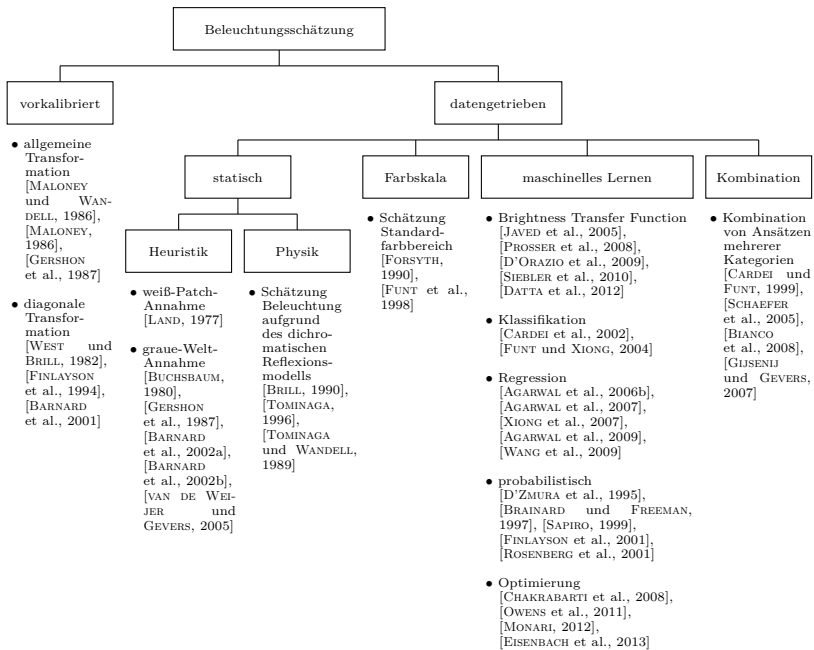 Beleuchtungsschätzung
vorkalibriert
datengetrieben
• allgemeine
Transfor-
mation
[MALONEY
und WAN-
DELL, 1986],
[MALONEY,
1986],
[GERSHON
et al., 1987]
• diagonale
Transfor-
mation
[WEST und
BRILL, 1982],
[FINLAYSON
et al., 1994],
[BARNARD
et al., 2001]
statisch
Heuristik
• weiß-Patch-
Annahme
[LAND, 1977]
• graue-Welt-
Annahme
[BUCHSBAUM,
1980],
[GERSHON
et al., 1987],
[BARNARD
et al., 2002a],
[BARNARD
et al., 2002b],
[VAN DE WEI-
JER und
GEVERS, 2005]
Physik
• Schätzung
Beleuchtung
aufgrund
des dichro-
matischen
Reflexions-
modells
[BRILL, 1990],
[TOMINAGA,
1996],
[TOMINAGA
und WANDELL,
1989]
Farbskala
• Schätzung
Standard-
farbbereich
[FORSYTH,
1990],
[FUNT et al.,
1998]
maschinelles Lernen
• Brightness Transfer Function
[JAVED et al., 2005],
[PROSSER et al., 2008],
[D'ORAZIO et al., 2009],
[SIEBLER et al., 2010],
[DATTA et al., 2012]
• Klassifikation
[CARDEI et al., 2002],
[FUNT und XIONG, 2004]
• Regression
[AGARWAL et al., 2006b],
[AGARWAL et al., 2007],
[XIONG et al., 2007],
[AGARWAL et al., 2009],
[WANG et al., 2009]
• probabilistisch
[D'ZMURA et al., 1995],
[BRAINARD und FREEMAN,
1997], [SAPIRO, 1999],
[FINLAYSON et al., 2001],
[ROSENBERG et al., 2001]
• Optimierung
[CHAKRABARTI et al., 2008],
[OWENS et al., 2011],
[MONARI, 2012],
[EISENBACH et al., 2013]
Kombination
• Kombination
von Ansätzen
mehrerer
Kategorien
[CARDEI und
FUNT, 1999],
[SCHAEFER
et al., 2005],
[BIANCO
et al., 2008],
[GIJSENIJ
und GEVERS,
2007]